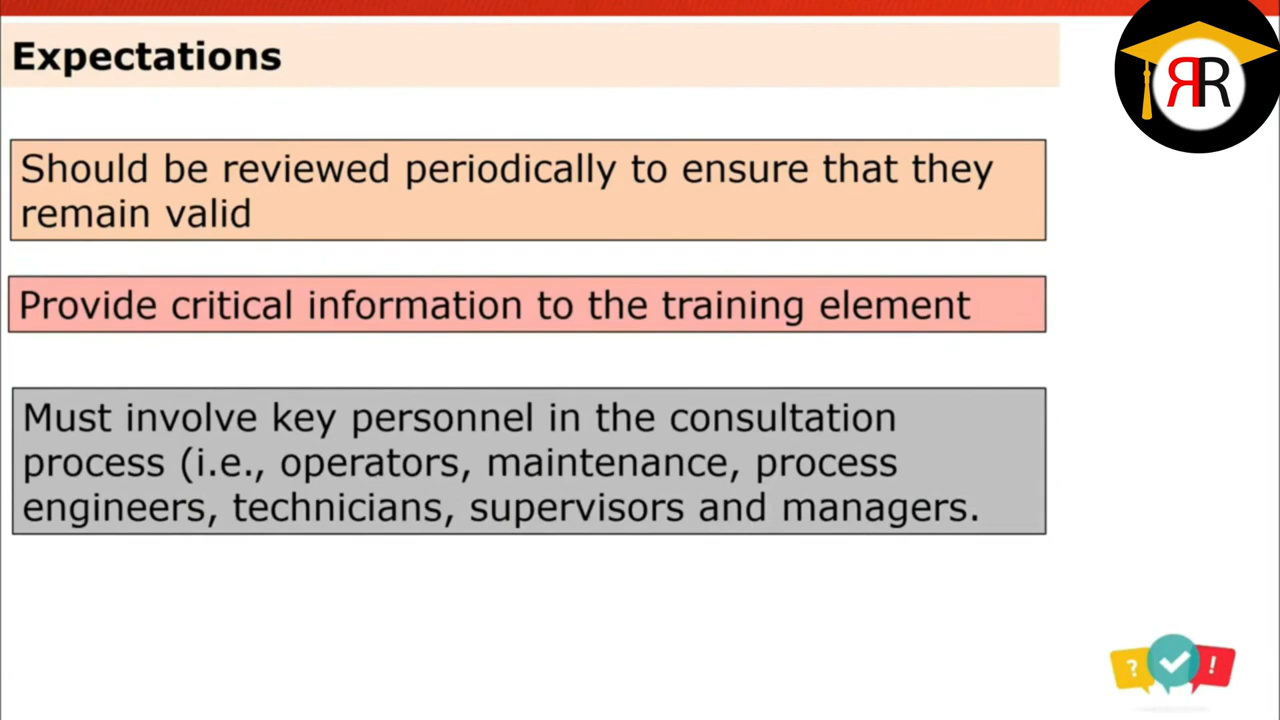 Expectations
ЯR
Should be reviewed periodically to ensure that they
remain valid
Provide critical information to the training element
Must involve key personnel in the consultation
process (i.e., operators, maintenance, process
engineers, technicians, supervisors and managers.
? !